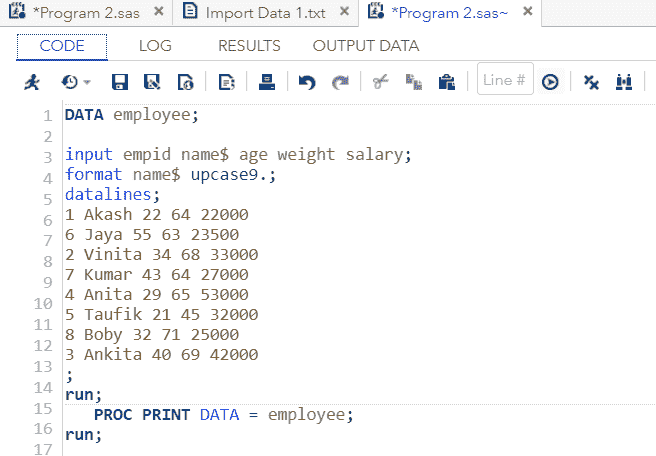 *Program 2.sas × Import Data 1.txt × *Program 2.sas~ ×
CODE LOG RESULTS OUTPUT DATA
Line #
1 DATA employee;
2
3 input empid name$ age weight salary;
4 format name$ upcase9.;
5 datalines;
6 1 Akash 22 64 22000
7 6 Jaya 55 63 23500
8 2 Vinita 34 68 33000
9 7 Kumar 43 64 27000
10 4 Anita 29 65 53000
11 5 Taufik 21 45 32000
12 8 Boby 32 71 25000
13 3 Ankita 40 69 42000
14 ;
15 run;
16 PROC PRINT DATA = employee;
17 run;